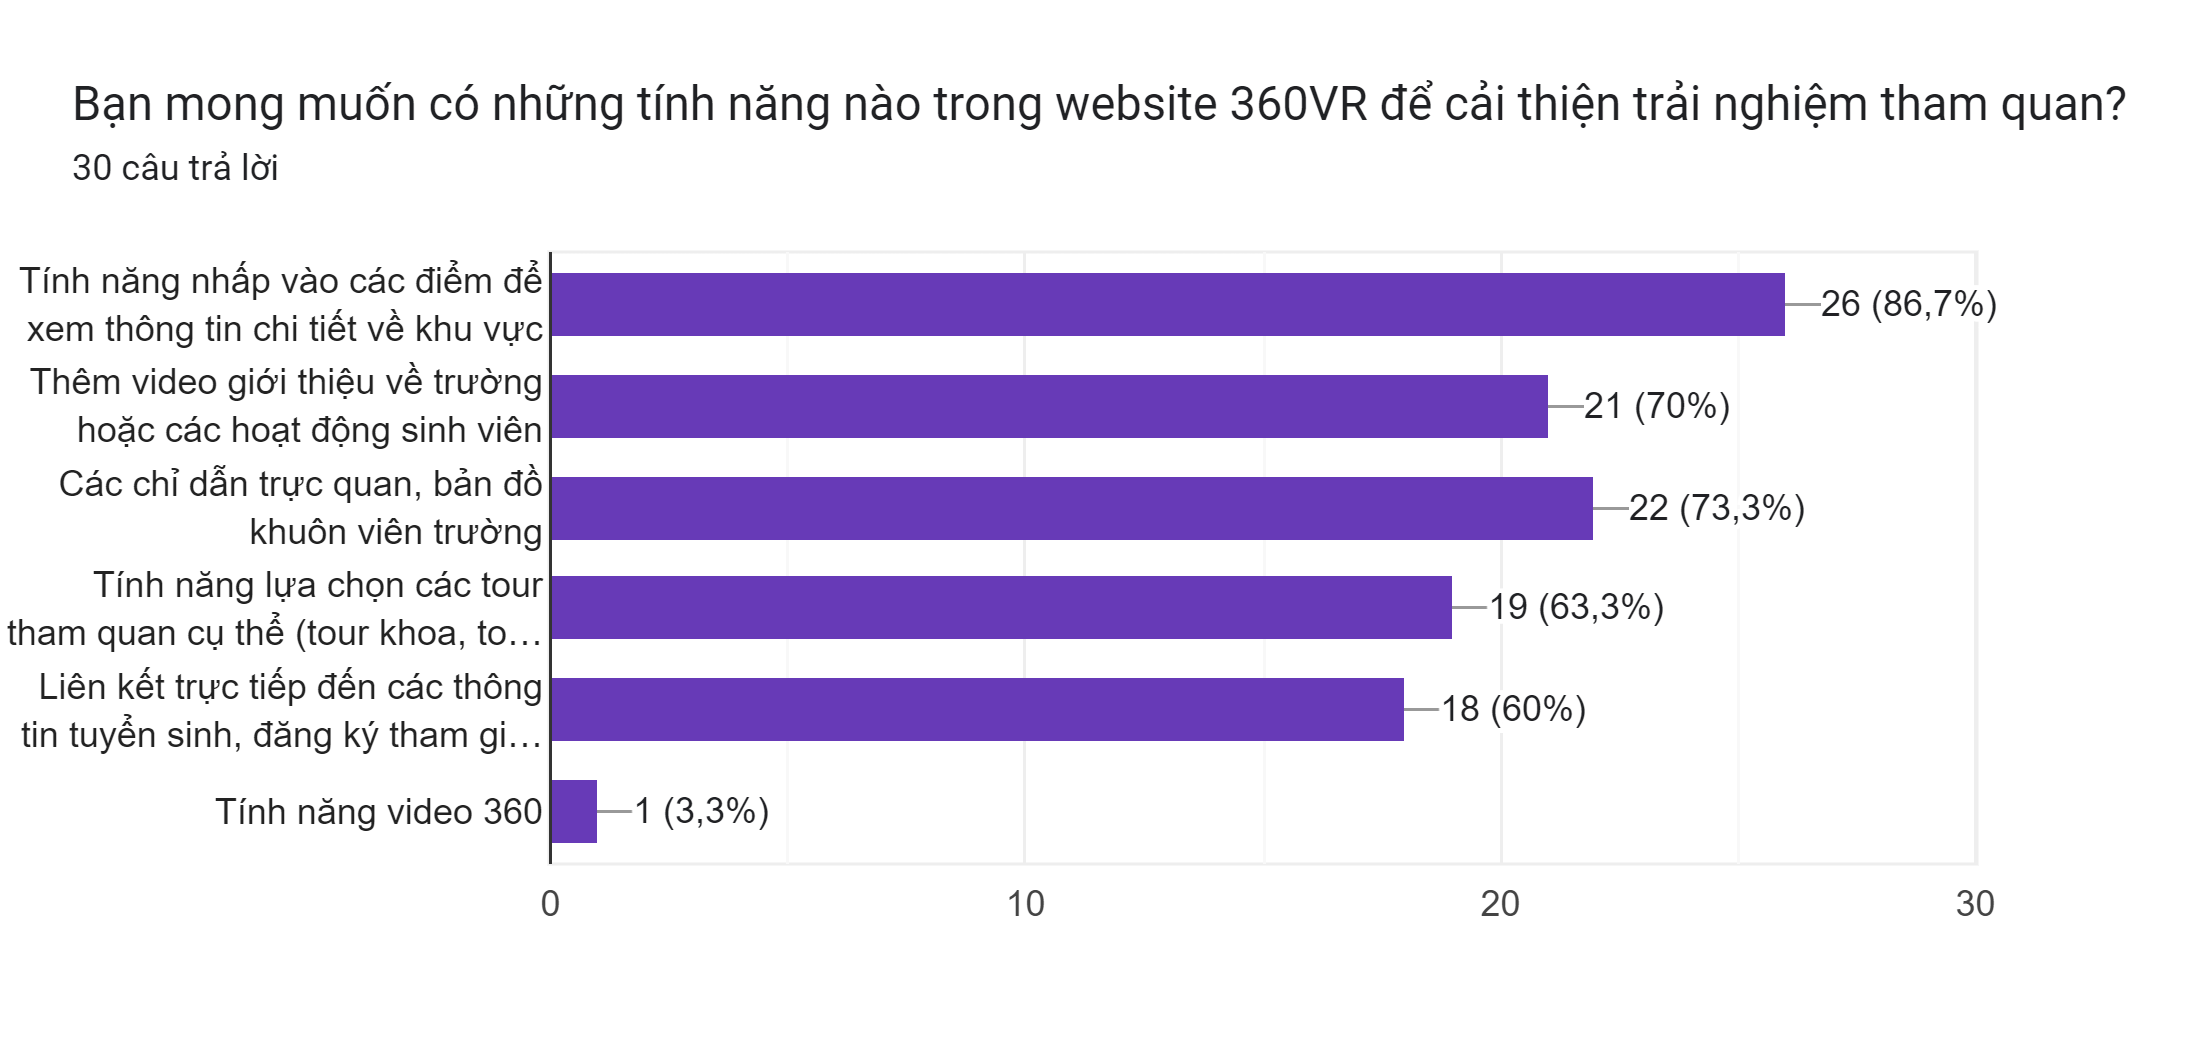 Bạn mong muốn có những tính năng nào trong website 360VR để cải thiện trải nghiệm tham quan?
30 câu trả lời
Tính năng nhấp vào các điểm để
xem thông tin chi tiết về khu vực
26 (86,7%)
Thêm video giới thiệu về trường
hoặc các hoạt động sinh viên
21 (70%)
Các chỉ dẫn trực quan, bản đồ
khuôn viên trường
22 (73,3%)
Tính năng lựa chọn các tour
tham quan cụ thể (tour khoa, to…
19 (63,3%)
Liên kết trực tiếp đến các thông
tin tuyển sinh, đăng ký tham gi…
18 (60%)
Tính năng video 360
1 (3,3%)
0 10 20 30